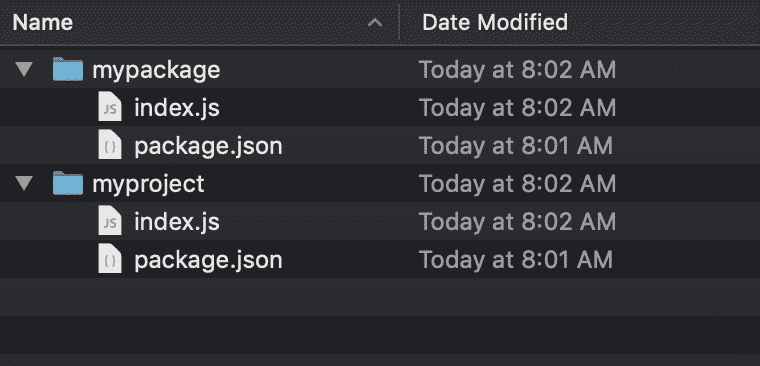 Name Date Modified
mypackage Today at 8:02 AM
JS index.js Today at 8:02 AM
{ } package.json Today at 8:01 AM
myproject Today at 8:02 AM
JS index.js Today at 8:02 AM
{ } package.json Today at 8:01 AM